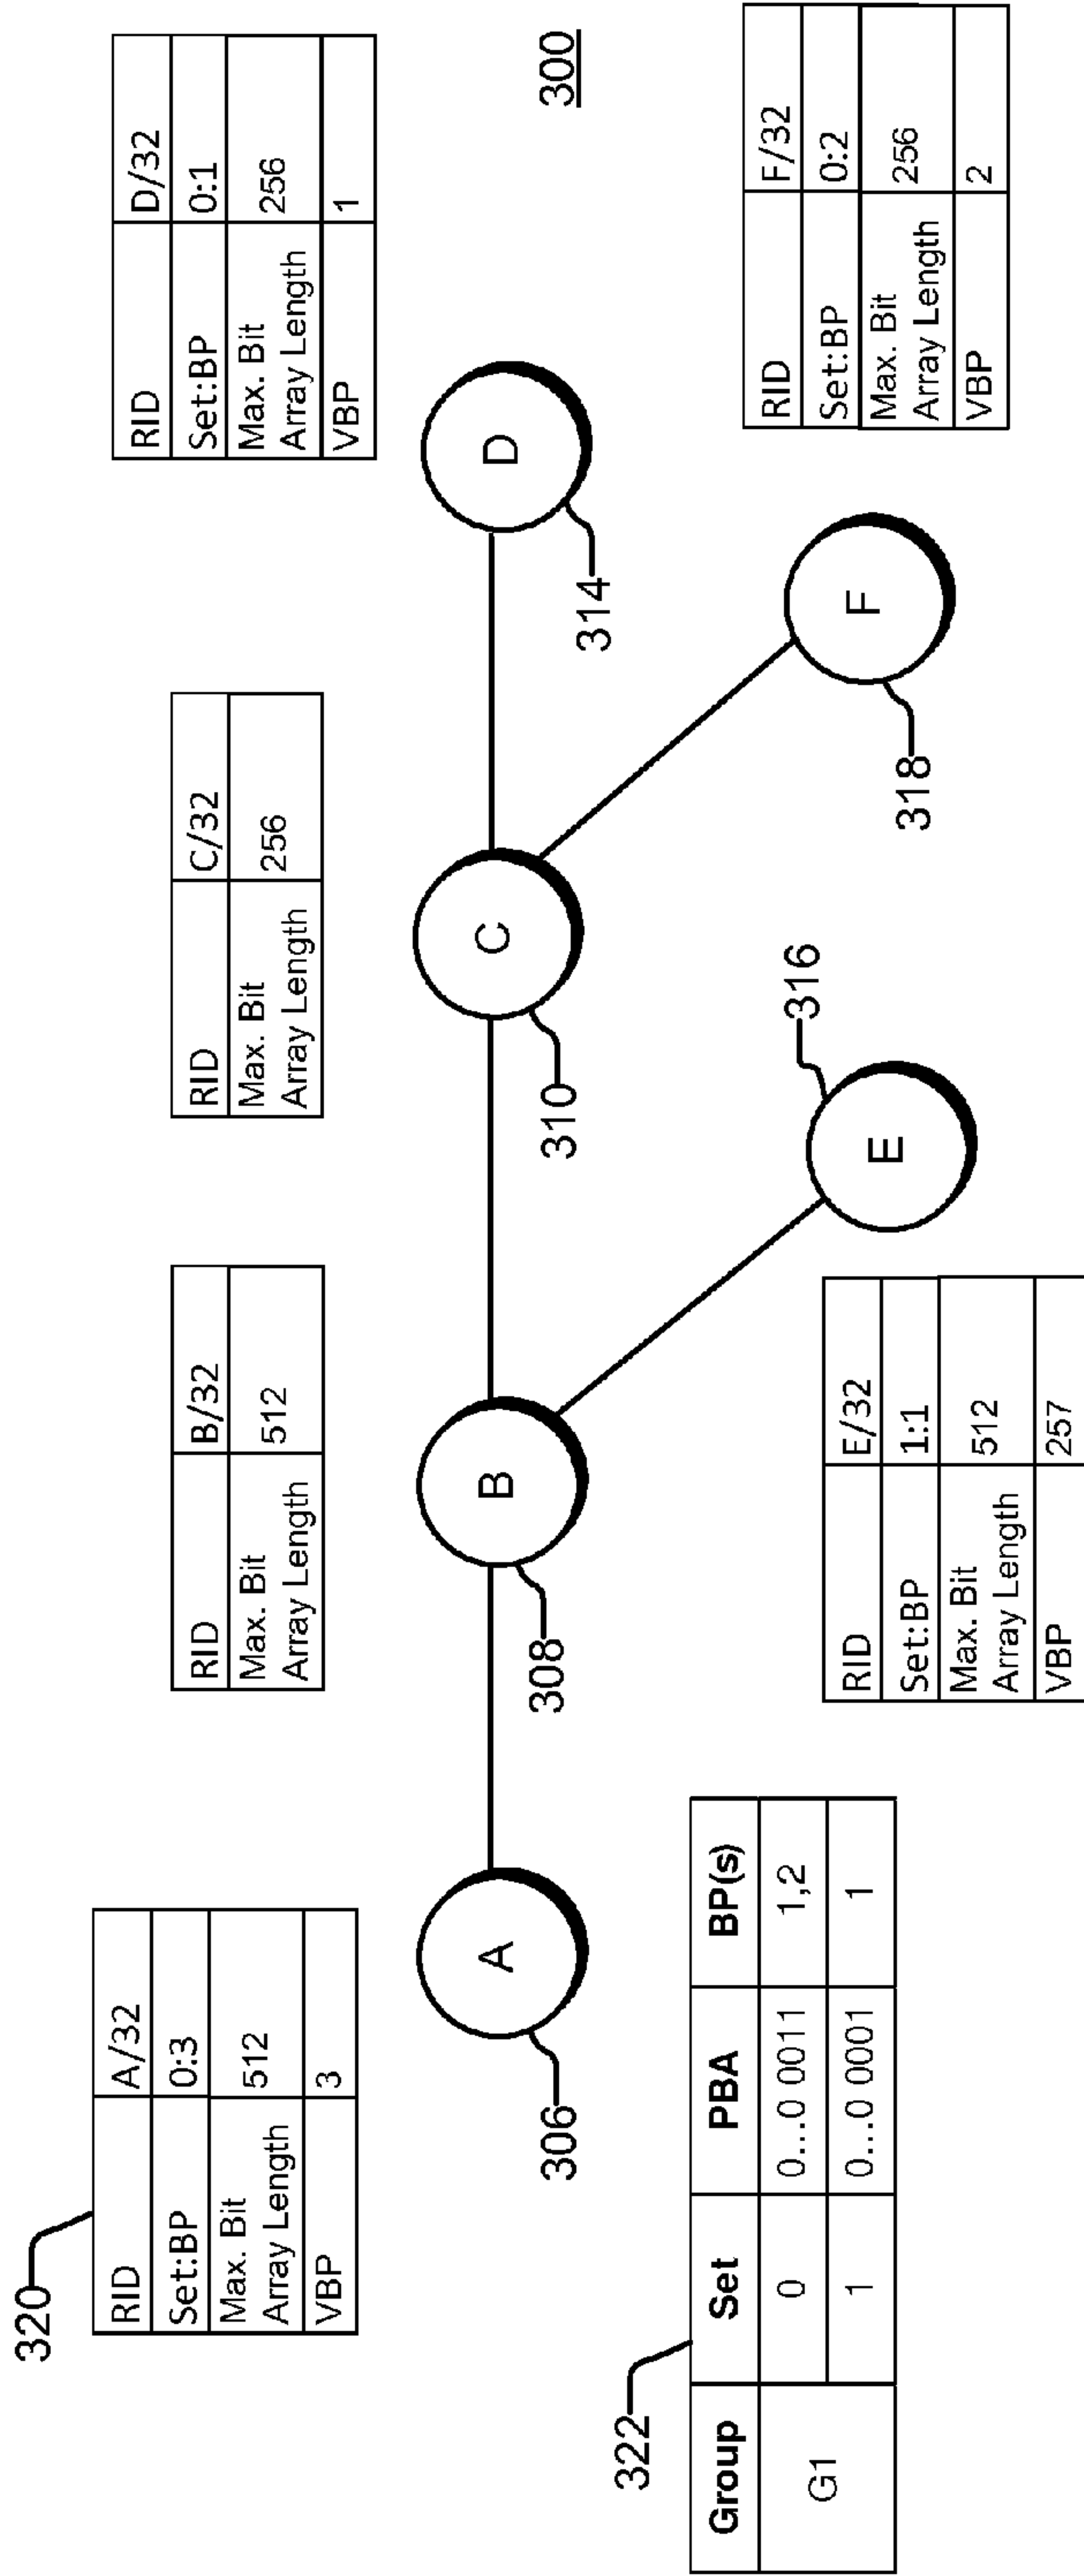 320
RID A/32
Set:BP 0:3
Max. Bit Array Length 512
VBP 3
RID B/32
Max. Bit Array Length 512
RID C/32
Max. Bit Array Length 256
RID D/32
Set:BP 0:1
Max. Bit Array Length 256
VBP 1
300
A
306
B
308
C
310
D
314
E
316
F
318
322
Group Set PBA BP(s)
G1 0 0...0 0011 1,2
1 0...0 0001 1
RID E/32
Set:BP 1:1
Max. Bit Array Length 512
VBP 257
RID F/32
Set:BP 0:2
Max. Bit Array Length 256
VBP 2